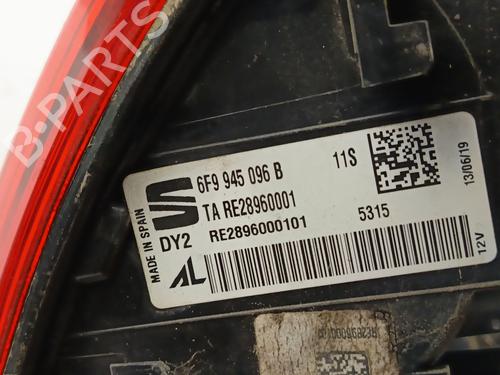 B-PARTS
MADE IN SPAIN
6F9 945 096 B
11S
13/06/19
TA RE28960001
DY2
RE2896000101
5315
12V
AL